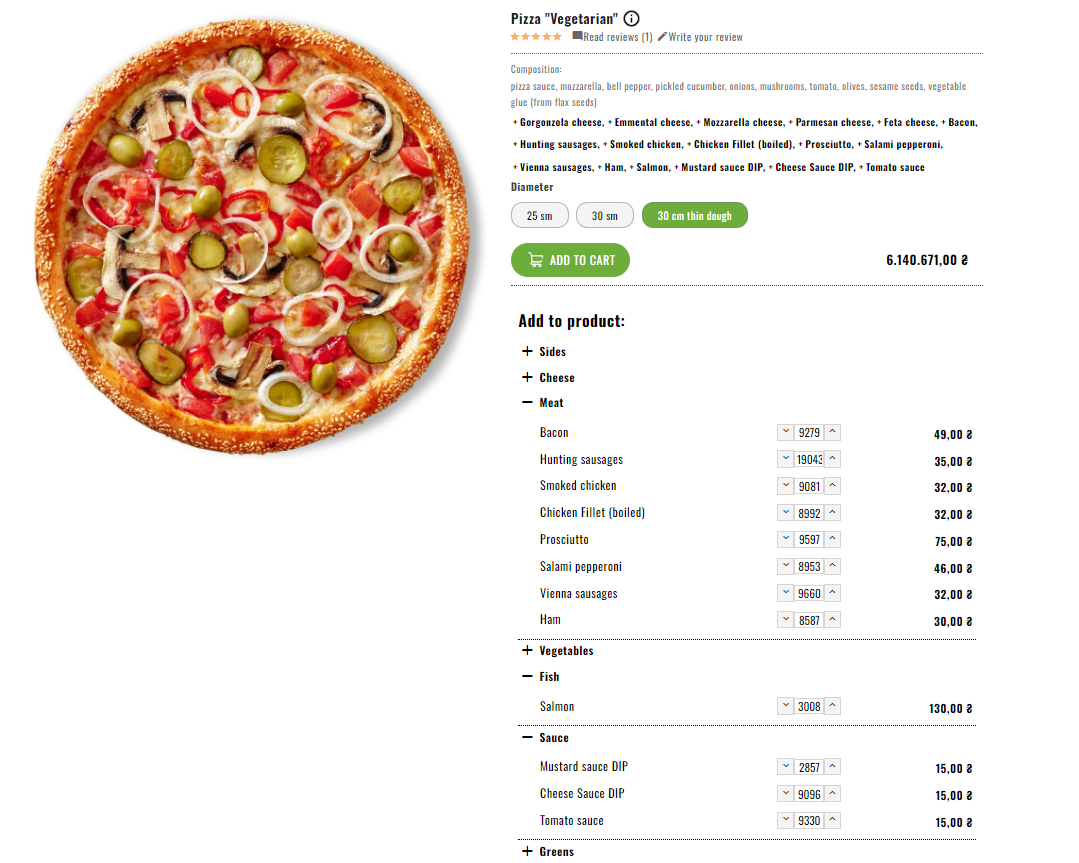 Pizza "Vegetarian"
Read reviews (1) Write your review
Composition:
pizza sauce, mozzarella, bell pepper, pickled cucumber, onions, mushrooms, tomato, olives, sesame seeds, vegetable
glue (from flax seeds)
+ Gorgonzola cheese, + Emmental cheese, + Mozzarella cheese, + Parmesan cheese, + Feta cheese, + Bacon,
+ Hunting sausages, + Smoked chicken, + Chicken Fillet (boiled), + Prosciutto, + Salami pepperoni,
+ Vienna sausages, + Ham, + Salmon, + Mustard sauce DIP, + Cheese Sauce DIP, + Tomato sauce
Diameter
25 sm 30 sm 30 cm thin dough
ADD TO CART 6.140.671,00 ₴
Add to product:
+ Sides
+ Cheese
− Meat
Bacon 9279 49,00 ₴
Hunting sausages 19043 35,00 ₴
Smoked chicken 9081 32,00 ₴
Chicken Fillet (boiled) 8992 32,00 ₴
Prosciutto 9597 75,00 ₴
Salami pepperoni 8953 46,00 ₴
Vienna sausages 9660 32,00 ₴
Ham 8587 30,00 ₴
+ Vegetables
− Fish
Salmon 3008 130,00 ₴
− Sauce
Mustard sauce DIP 2857 15,00 ₴
Cheese Sauce DIP 9096 15,00 ₴
Tomato sauce 9330 15,00 ₴
+ Greens